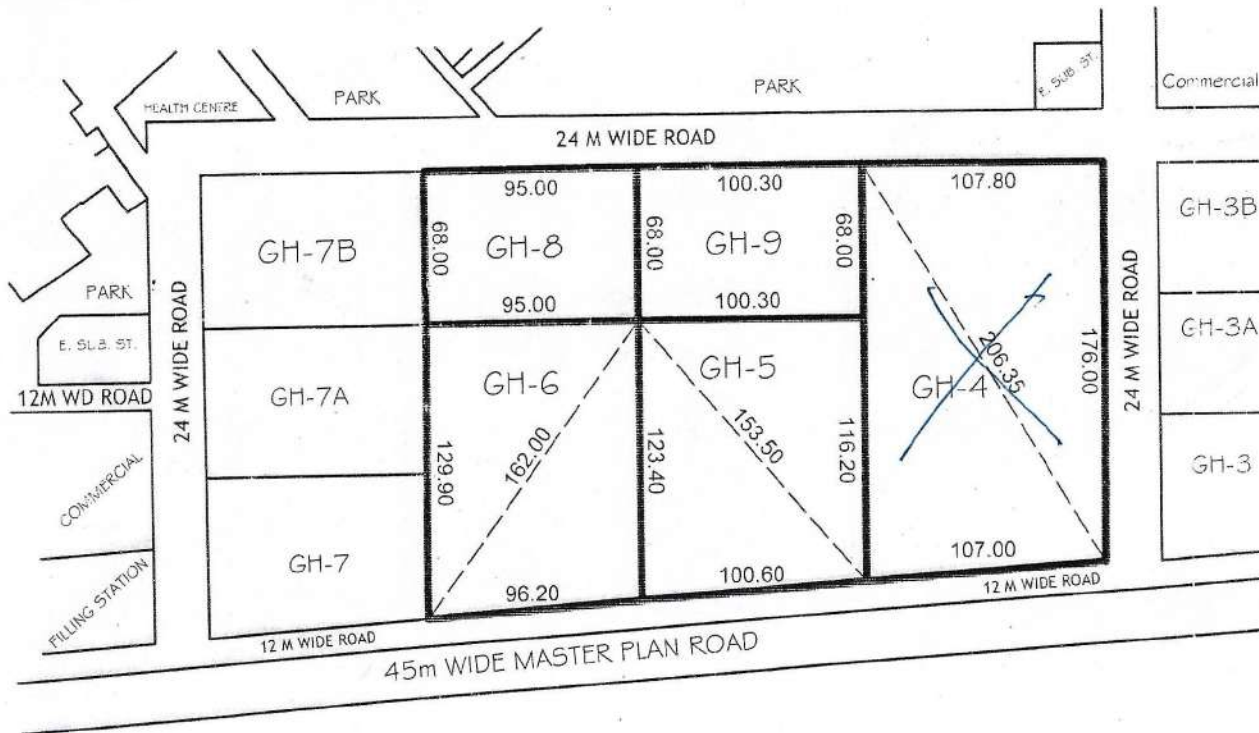 HEALTH CENTRE
PARK
PARK
E. SUB ST.
Commercial
24 M WIDE ROAD
95.00
100.30
107.80
GH-3B
GH-7B
68.00
GH-8
68.00
GH-9
68.00
PARK
95.00
100.30
24 M WIDE ROAD
24 M WIDE ROAD
E. SUB. ST.
GH-3A
206.35
176.00
12M WD ROAD
GH-7A
GH-6
GH-5
GH-4
129.90
162.00
123.40
153.50
116.20
GH-3
COMMERCIAL
GH-7
96.20
100.60
107.00
FILLING STATION
12 M WIDE ROAD
12 M WIDE ROAD
45m WIDE MASTER PLAN ROAD